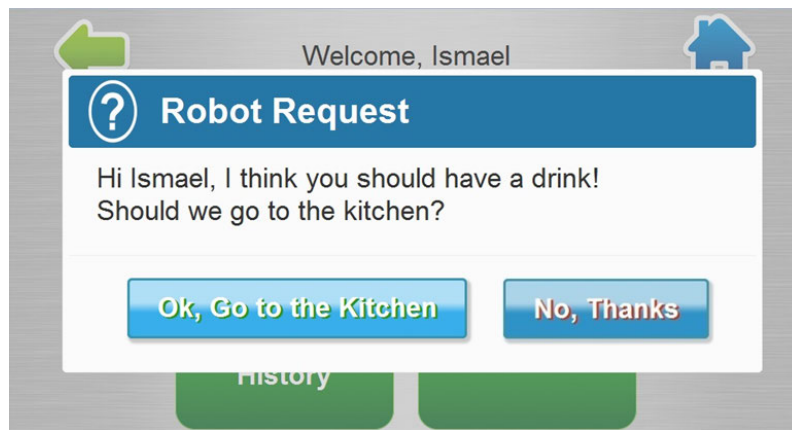 Welcome, Ismael
? Robot Request
Hi Ismael, I think you should have a drink!
Should we go to the kitchen?
Ok, Go to the Kitchen
No, Thanks
History